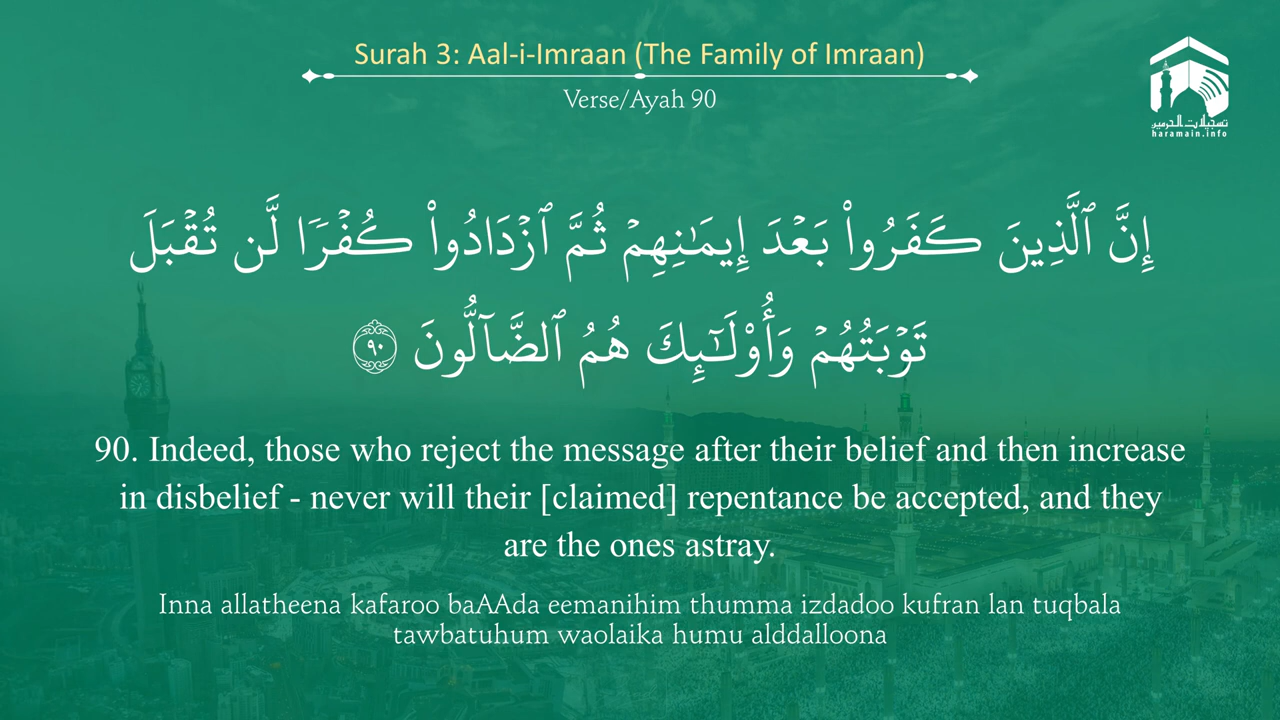 Surah 3: Aal-i-Imraan (The Family of Imraan)
Verse/Ayah 90
تسجيلات الحرمين
haramain.info
إِنَّ ٱلَّذِينَ كَفَرُوا۟ بَعْدَ إِيمَـٰنِهِمْ ثُمَّ ٱزْدَادُوا۟ كُفْرًا لَّن تُقْبَلَ
تَوْبَتُهُمْ وَأُو۟لَـٰٓئِكَ هُمُ ٱلضَّآلُّونَ ٩٠
90. Indeed, those who reject the message after their belief and then increase
in disbelief - never will their [claimed] repentance be accepted, and they
are the ones astray.
Inna allatheena kafaroo baAAda eemanihim thumma izdadoo kufran lan tuqbala
tawbatuhum waolaika humu alddalloona